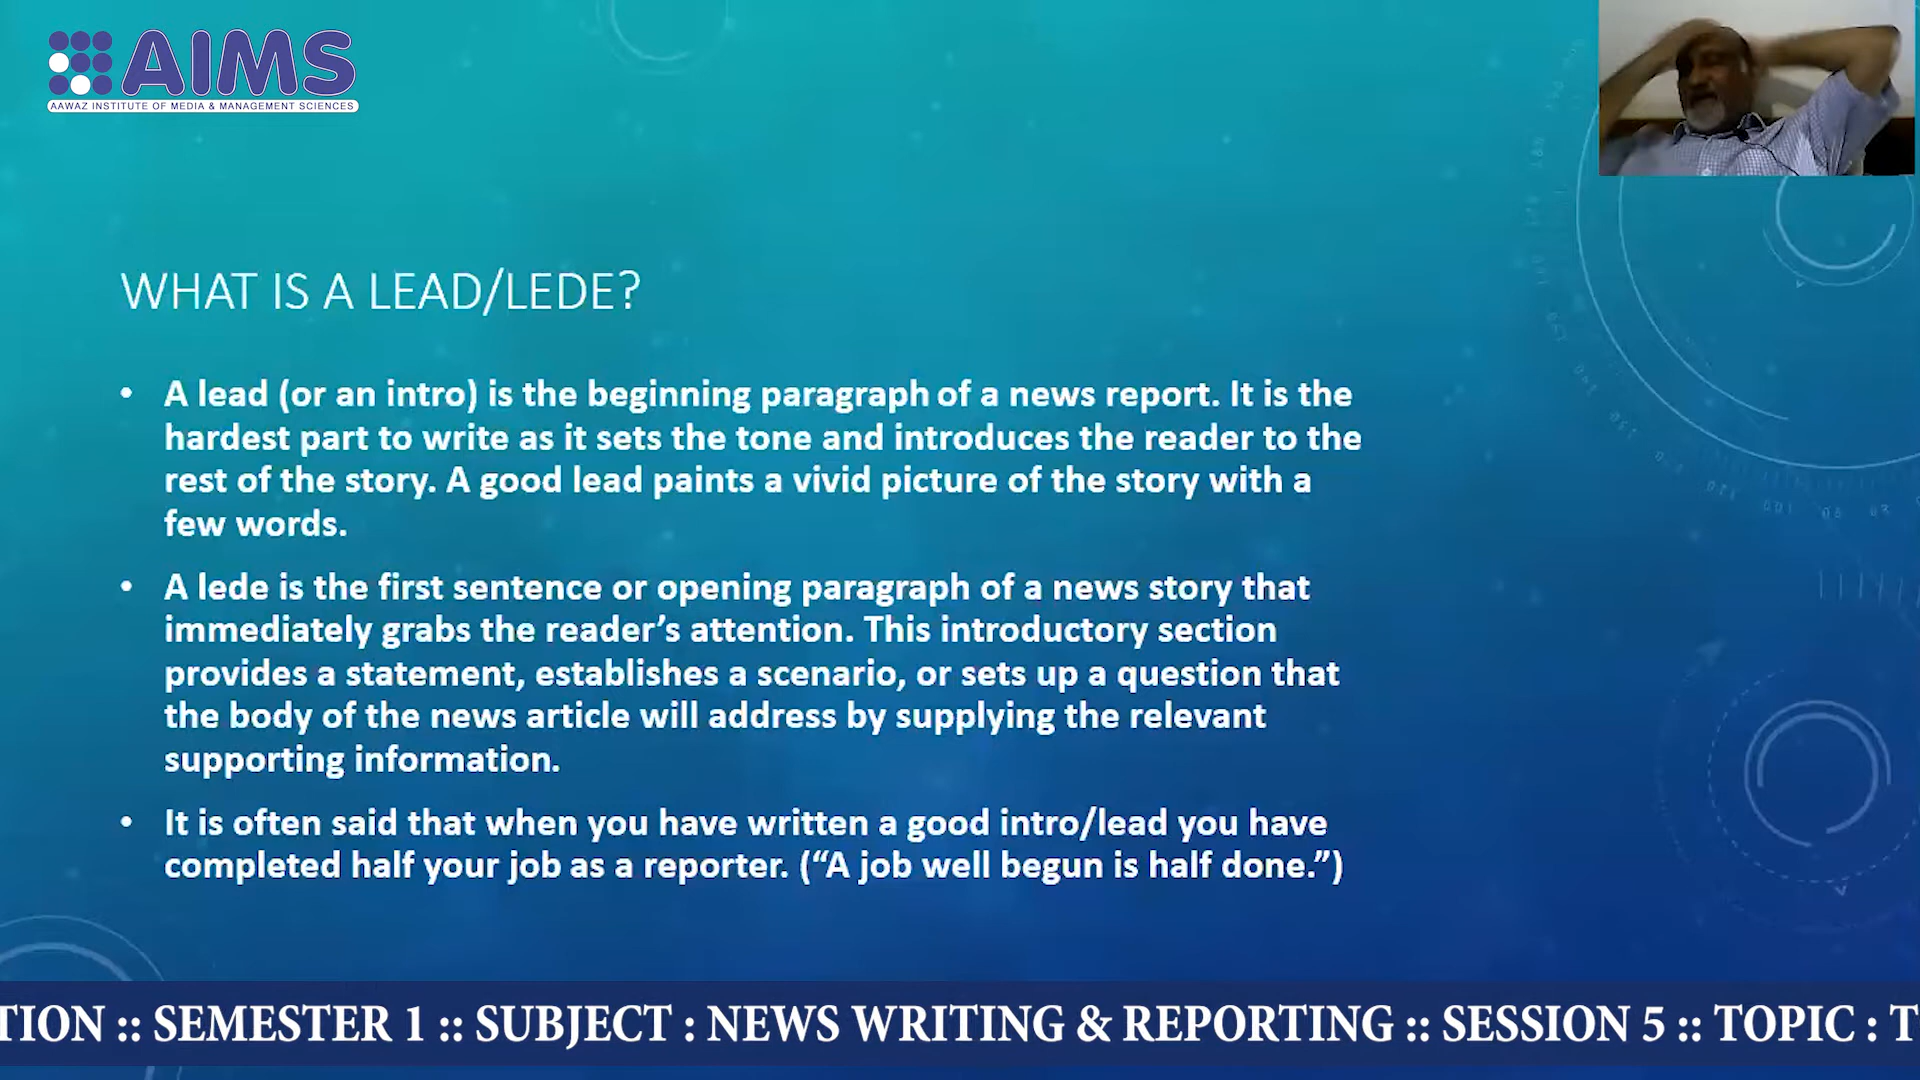 AIMS
AAWAZ INSTITUTE OF MEDIA & MANAGEMENT SCIENCES
WHAT IS A LEAD/LEDE?
• A lead (or an intro) is the beginning paragraph of a news report. It is the
hardest part to write as it sets the tone and introduces the reader to the
rest of the story. A good lead paints a vivid picture of the story with a
few words.
• A lede is the first sentence or opening paragraph of a news story that
immediately grabs the reader’s attention. This introductory section
provides a statement, establishes a scenario, or sets up a question that
the body of the news article will address by supplying the relevant
supporting information.
• It is often said that when you have written a good intro/lead you have
completed half your job as a reporter. (“A job well begun is half done.”)
TION :: SEMESTER 1 :: SUBJECT : NEWS WRITING & REPORTING :: SESSION 5 :: TOPIC : T